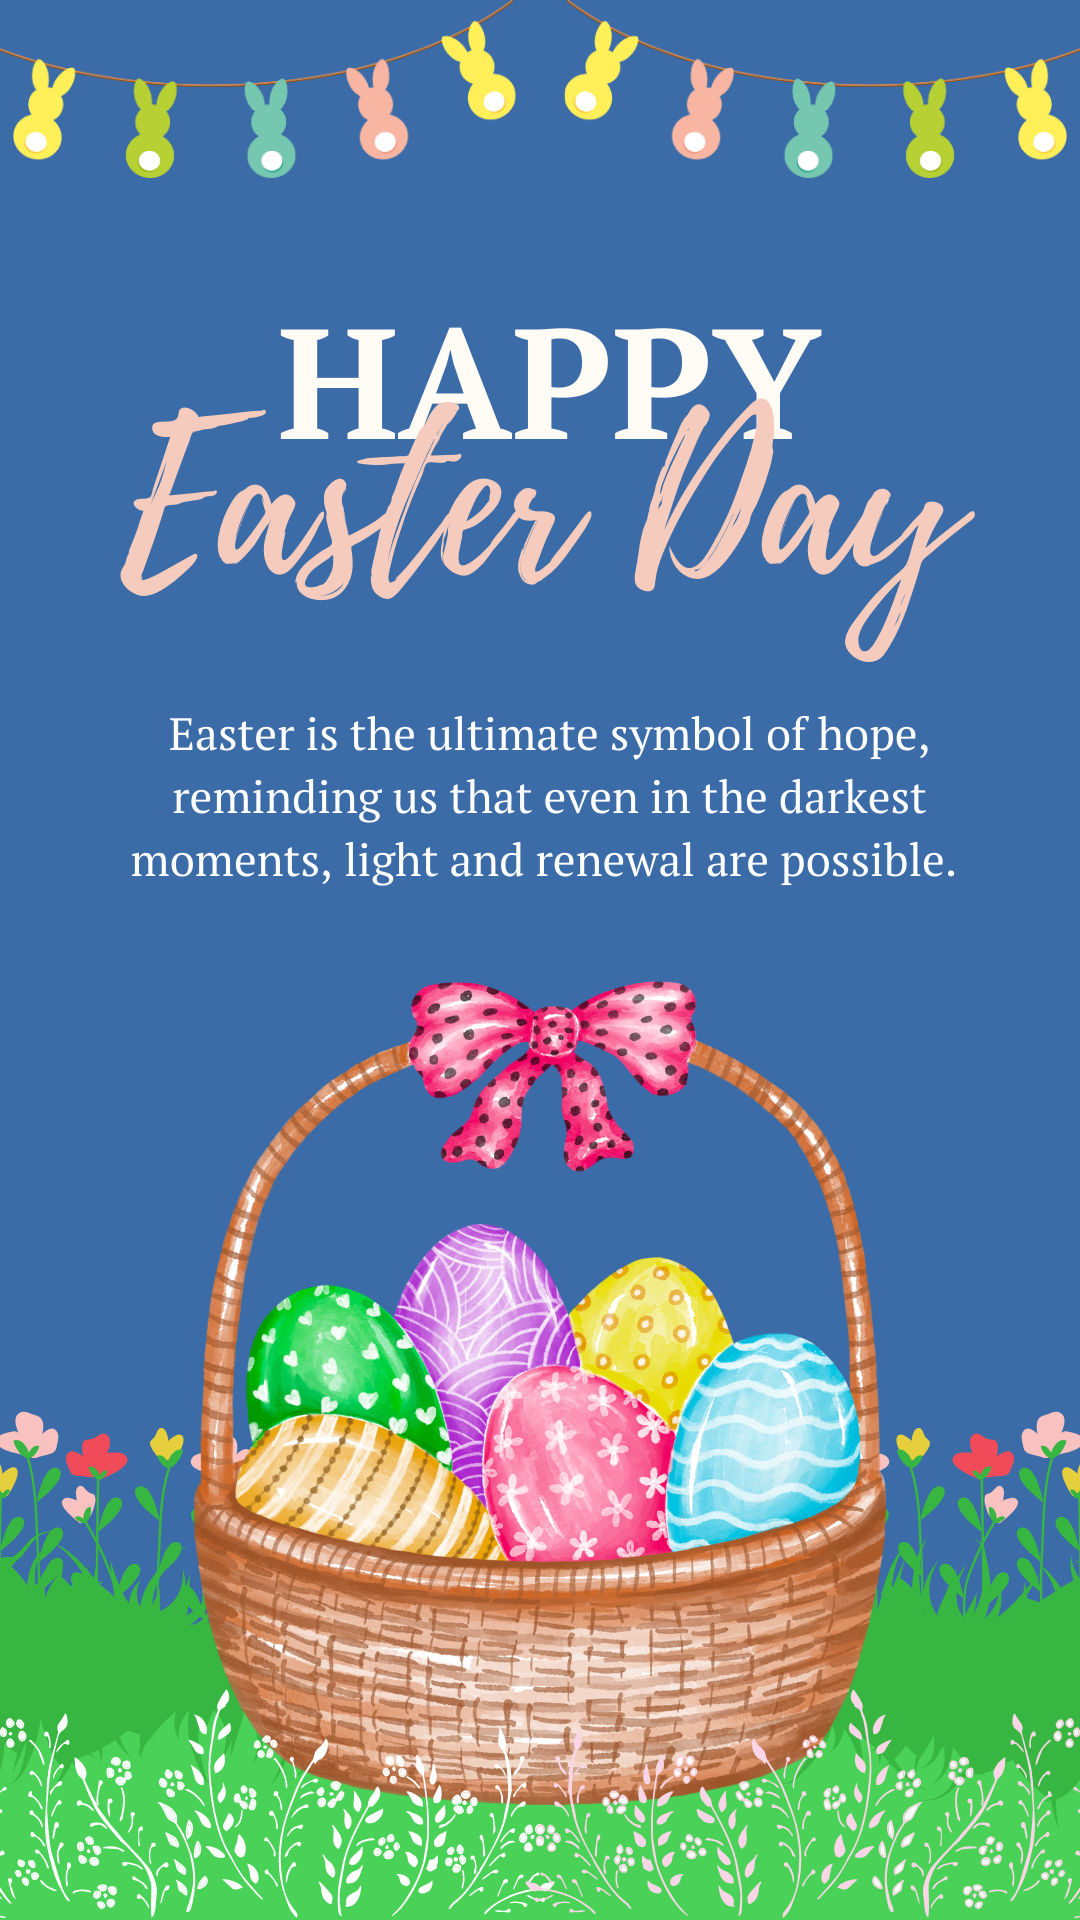 HAPPY
Easter Day
Easter is the ultimate symbol of hope,
reminding us that even in the darkest
moments, light and renewal are possible.